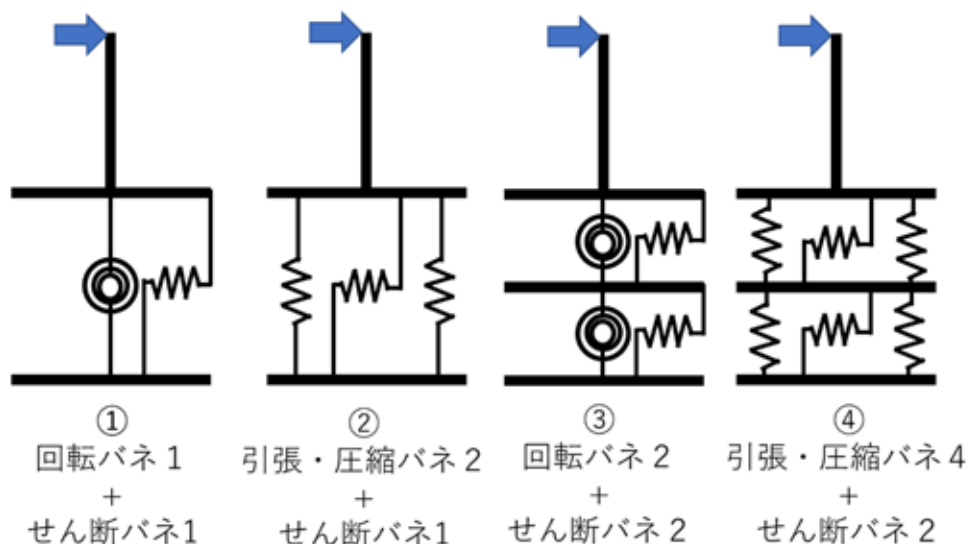 ①
回転バネ１
+
せん断バネ1
②
引張・圧縮バネ２
+
せん断バネ1
③
回転バネ２
+
せん断バネ２
④
引張・圧縮バネ４
+
せん断バネ２